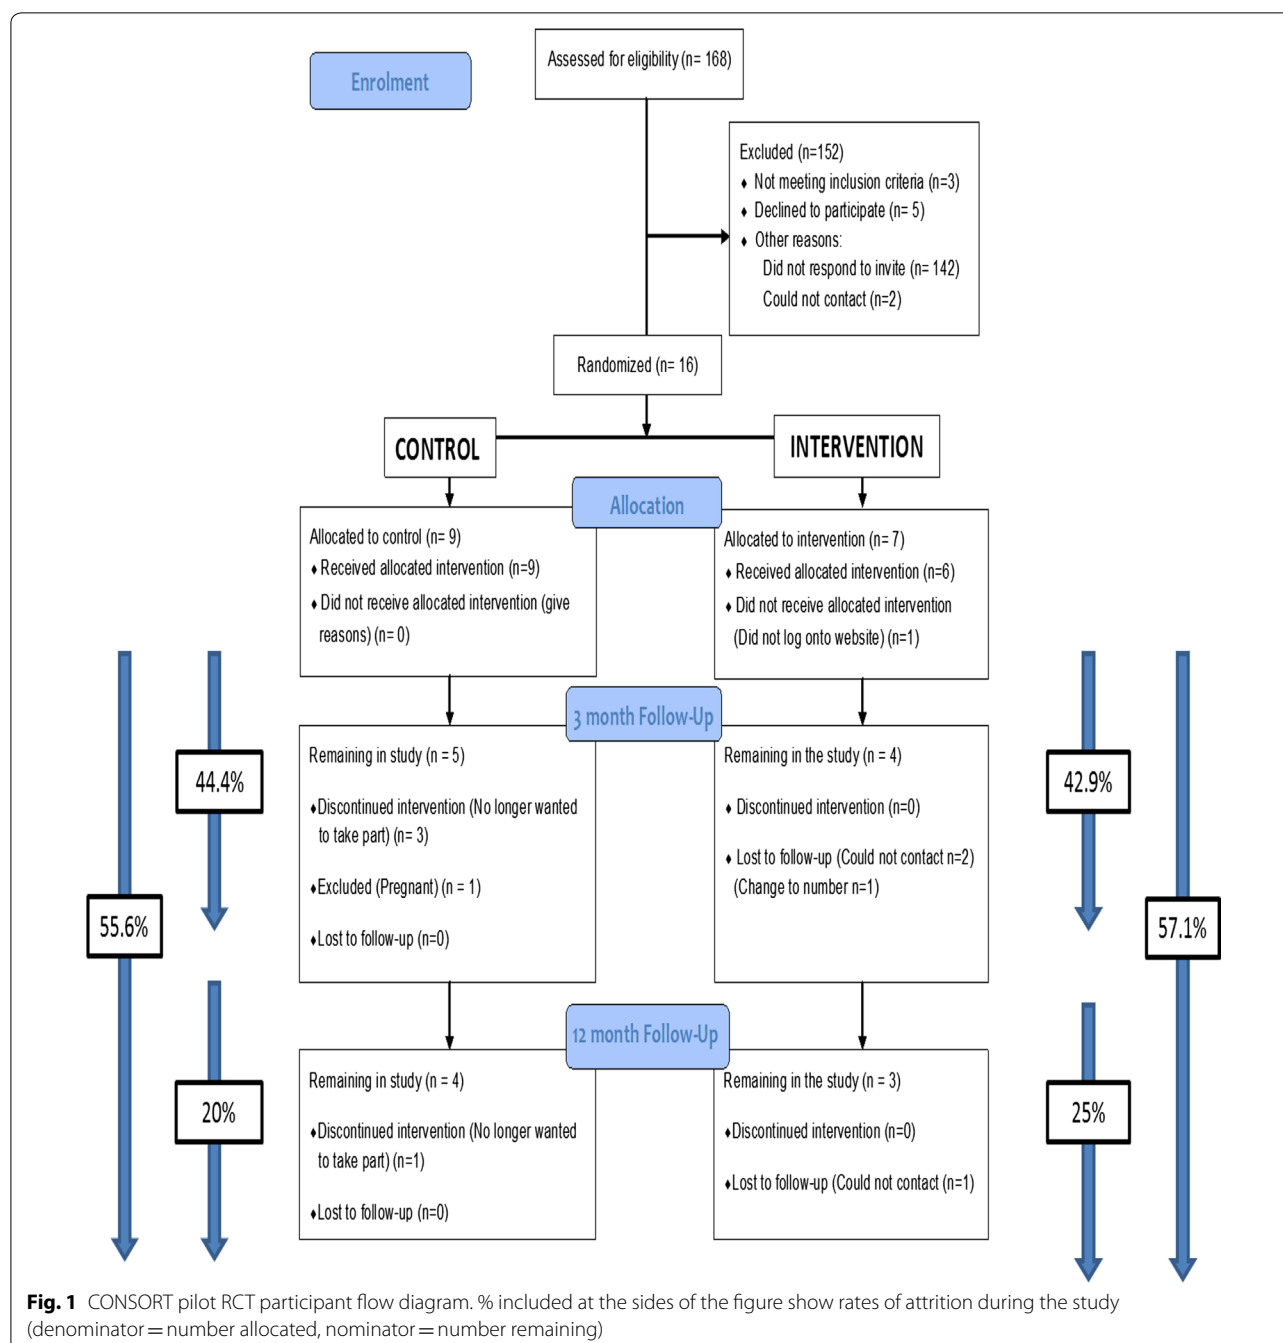 Enrolment
Assessed for eligibility (n= 168)
Excluded (n=152)
♦ Not meeting inclusion criteria (n=3)
♦ Declined to participate (n= 5)
♦ Other reasons:
Did not respond to invite (n= 142)
Could not contact (n=2)
Randomized (n= 16)
CONTROL
INTERVENTION
Allocation
Allocated to control (n= 9)
♦ Received allocated intervention (n=9)
♦ Did not receive allocated intervention (give
reasons) (n= 0)
Allocated to intervention (n= 7)
♦ Received allocated intervention (n=6)
♦ Did not receive allocated intervention
(Did not log onto website) (n=1)
3 month Follow-Up
Remaining in study (n = 5)
♦Discontinued intervention (No longer wanted
to take part) (n= 3)
♦Excluded (Pregnant) (n = 1)
♦Lost to follow-up (n=0)
Remaining in the study (n = 4)
♦ Discontinued intervention (n=0)
♦ Lost to follow-up (Could not contact n=2)
(Change to number n=1)
44.4%
42.9%
55.6%
57.1%
12 month Follow-Up
Remaining in study (n = 4)
♦Discontinued intervention (No longer wanted
to take part) (n=1)
♦Lost to follow-up (n=0)
Remaining in the study (n = 3)
♦Discontinued intervention (n=0)
♦Lost to follow-up (Could not contact (n=1)
20%
25%
Fig. 1 CONSORT pilot RCT participant flow diagram. % included at the sides of the figure show rates of attrition during the study
(denominator = number allocated, nominator = number remaining)